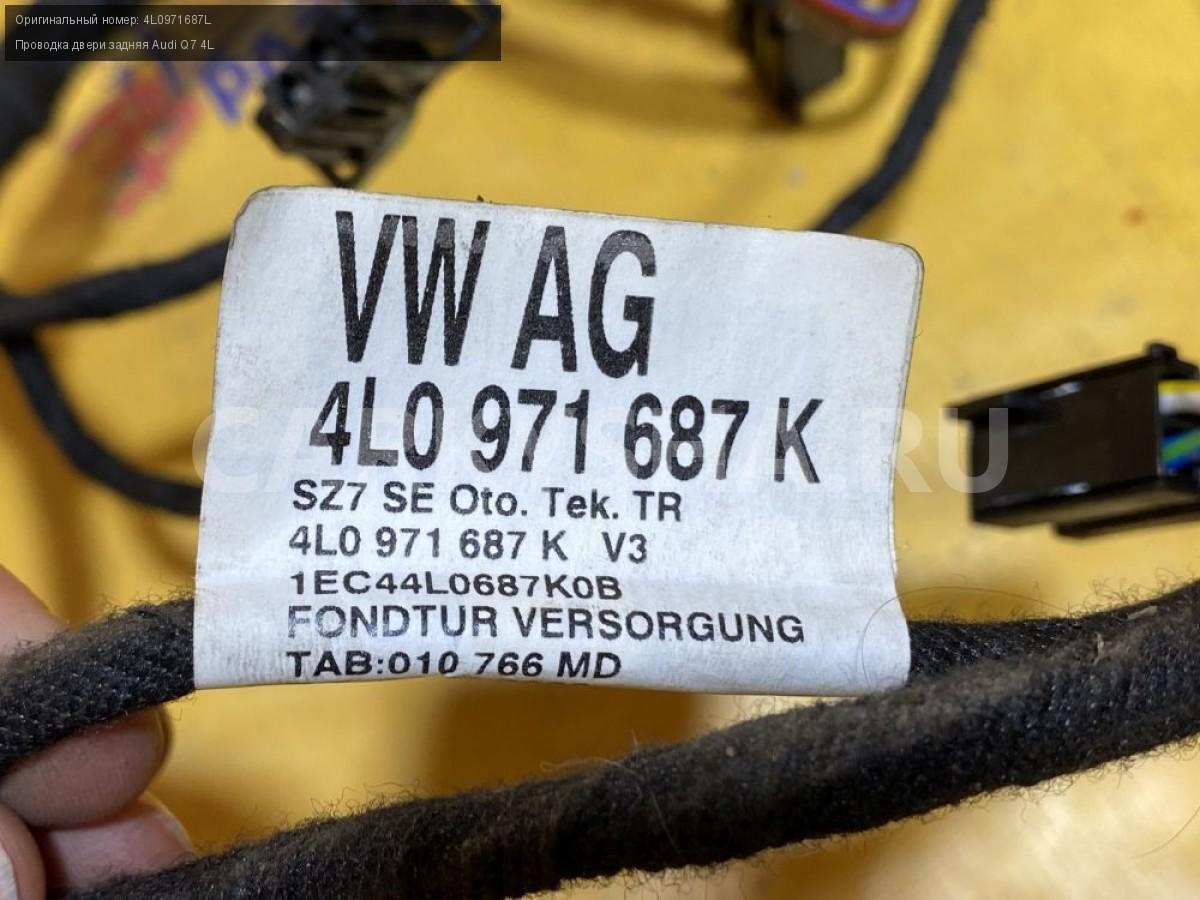 Оригинальный номер: 4L0971687L
Проводка двери задняя Audi Q7 4L
VW AG
4L0 971 687 K
SZ7 SE Oto. Tek. TR
4L0 971 687 K V3
1EC44L0687K0B
FONDTUR VERSORGUNG
TAB:010 766 MD